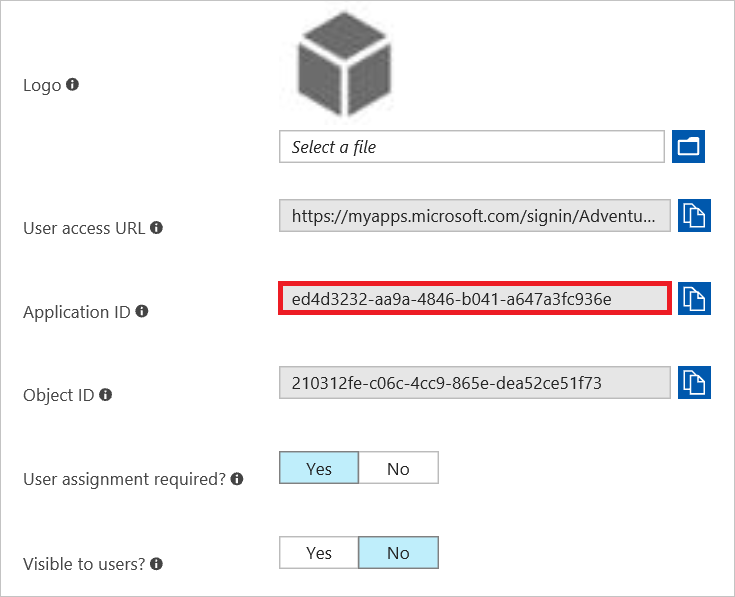 Logo
Select a file
User access URL
https://myapps.microsoft.com/signin/Adventu...
Application ID
ed4d3232-aa9a-4846-b041-a647a3fc936e
Object ID
210312fe-c06c-4cc9-865e-dea52ce51f73
User assignment required?
Yes No
Visible to users?
Yes No